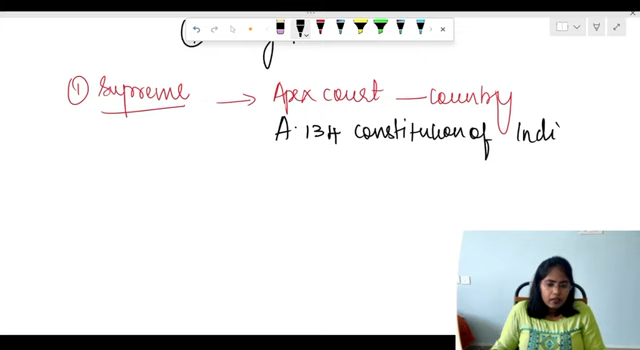 ① Supreme → Apex court — country
A. 134 constitution of Indi